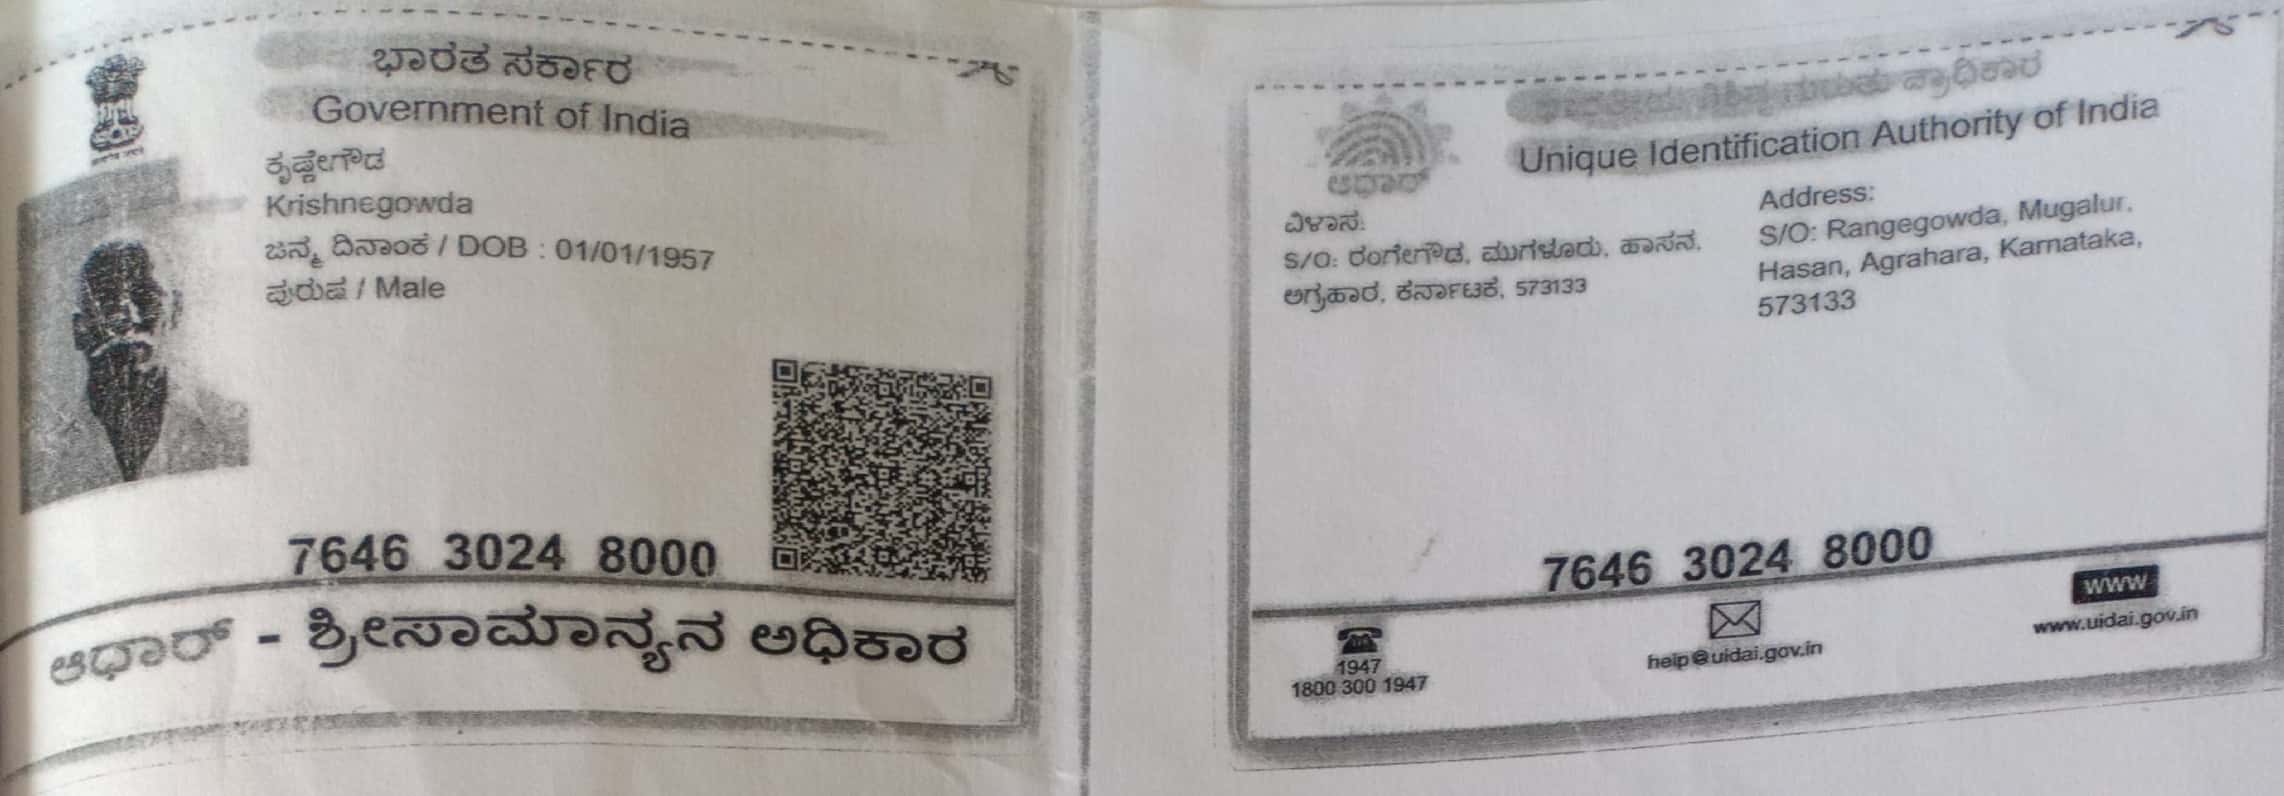 ಭಾರತ ಸರ್ಕಾರ
Government of India
ಕೃಷ್ಣೇಗೌಡ
Krishnegowda
ಜನ್ಮ ದಿನಾಂಕ / DOB : 01/01/1957
ಪುರುಷ / Male
7646 3024 8000
ಆಧಾರ್ - ಶ್ರೀಸಾಮಾನ್ಯನ ಅಧಿಕಾರ
ಪ್ರಾಧಿಕಾರ
Unique Identification Authority of India
ಆಧಾರ್
ವಿಳಾಸ:
S/O: ರಂಗೇಗೌಡ, ಮುಗಳೂರು, ಹಾಸನ,
ಅಗ್ರಹಾರ, ಕರ್ನಾಟಕ, 573133
Address:
S/O: Rangegowda, Mugalur,
Hasan, Agrahara, Karnataka,
573133
7646 3024 8000
1947
1800 300 1947
help@uidai.gov.in
www
www.uidai.gov.in